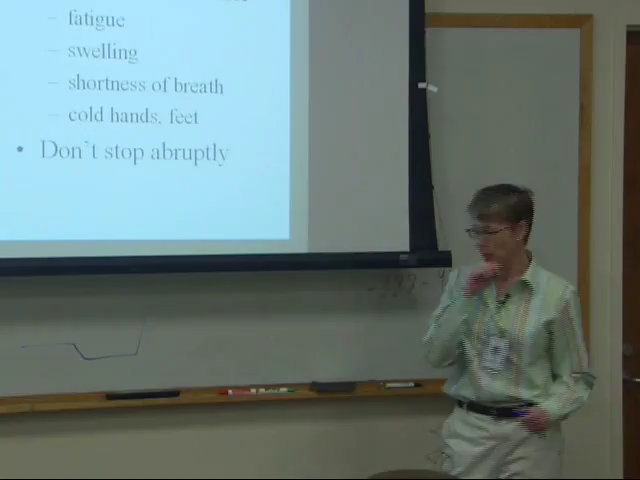 – fatigue
– swelling
– shortness of breath
– cold hands, feet
• Don't stop abruptly